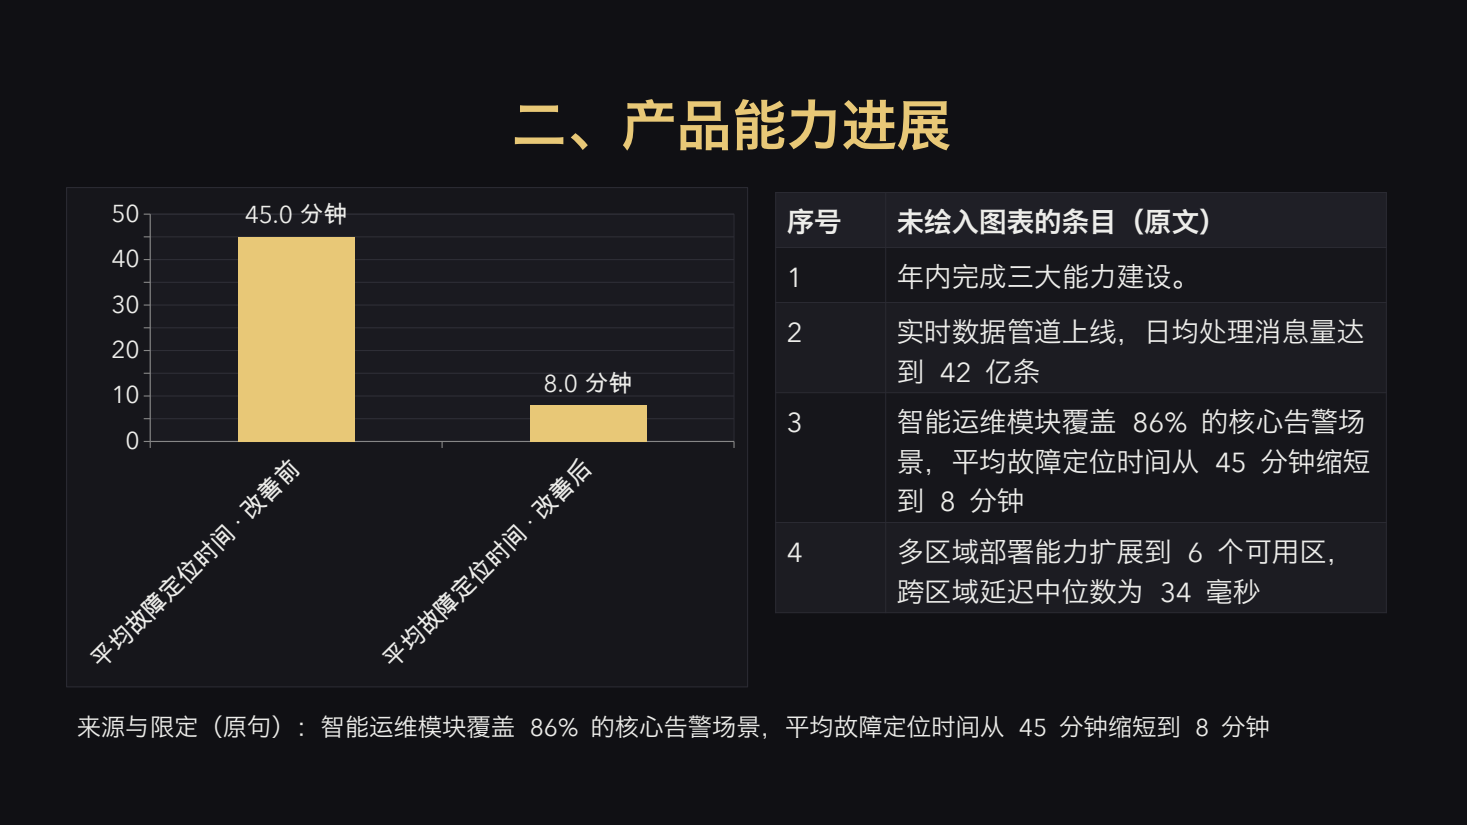 二、产品能力进展
50
40
30
20
10
0
45.0 分钟
8.0 分钟
平均故障定位时间 · 改善前
平均故障定位时间 · 改善后
序号
未绘入图表的条目（原文）
1
年内完成三大能力建设。
2
实时数据管道上线，日均处理消息量达
到 42 亿条
3
智能运维模块覆盖 86% 的核心告警场
景，平均故障定位时间从 45 分钟缩短
到 8 分钟
4
多区域部署能力扩展到 6 个可用区，
跨区域延迟中位数为 34 毫秒
来源与限定（原句）：智能运维模块覆盖 86% 的核心告警场景，平均故障定位时间从 45 分钟缩短到 8 分钟